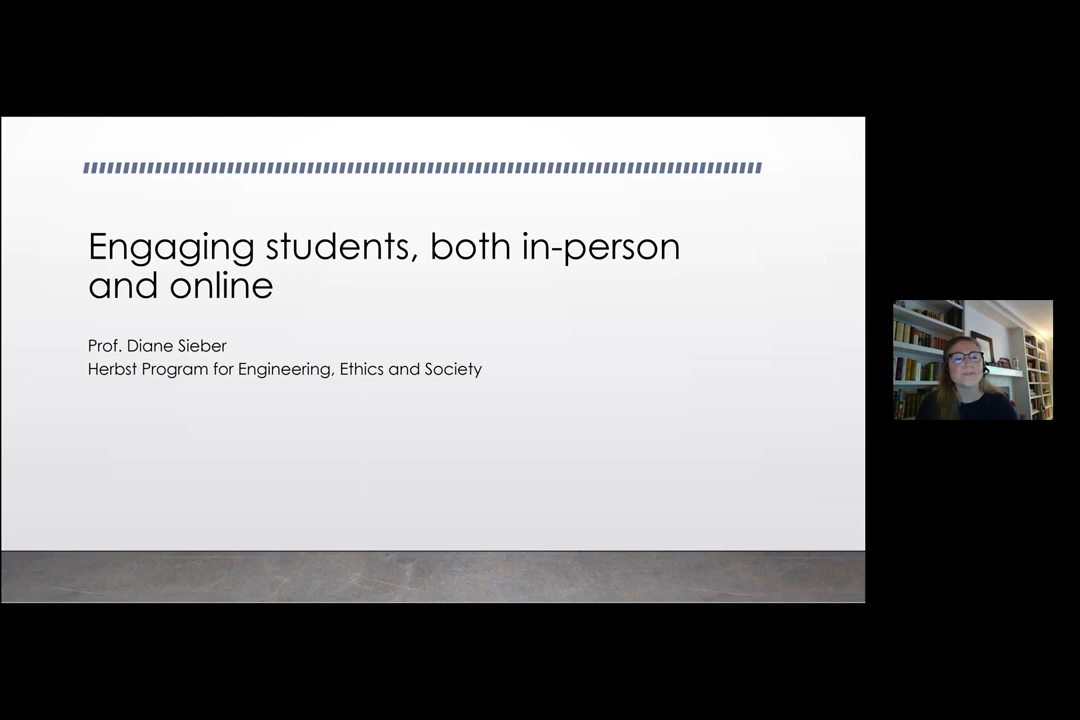 Engaging students, both in-person
and online
Prof. Diane Sieber
Herbst Program for Engineering, Ethics and Society